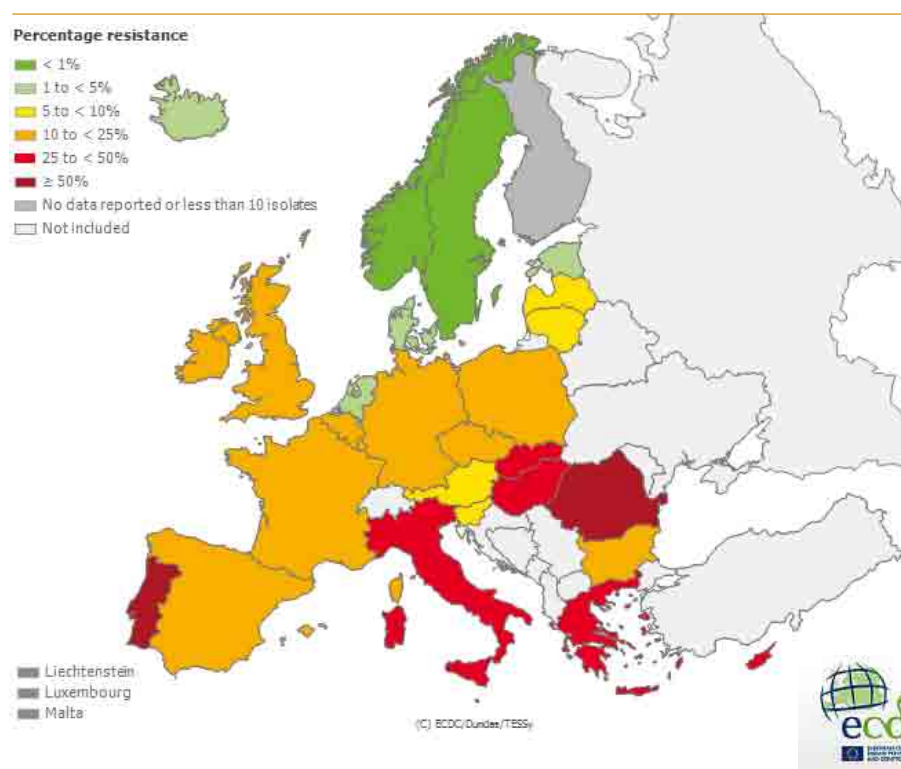 Percentage resistance
< 1%
1 to < 5%
5 to < 10%
10 to < 25%
25 to < 50%
≥ 50%
No data reported or less than 10 isolates
Not included
Liechtenstein
Luxembourg
Malta
(C) ECDC/Dundas/TESSy
ecd